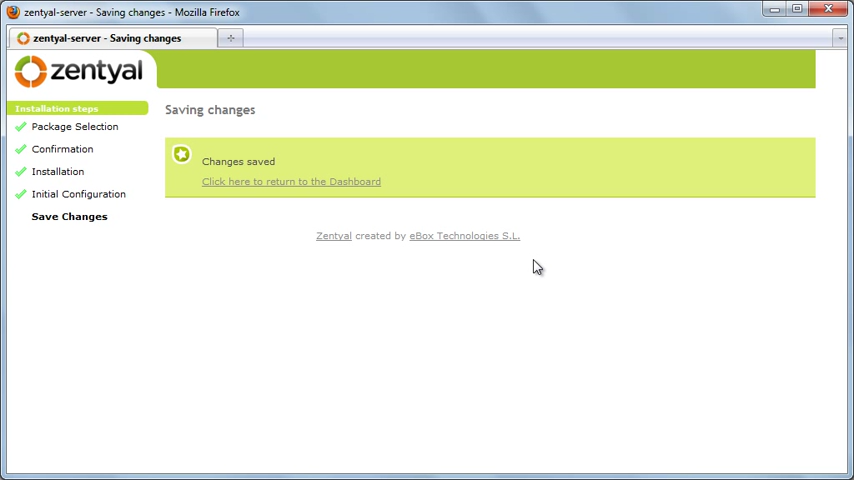 zentyal-server - Saving changes - Mozilla Firefox
zentyal-server - Saving changes
zentyal
Installation steps
Package Selection
Confirmation
Installation
Initial Configuration
Save Changes
Saving changes
Changes saved
Click here to return to the Dashboard
Zentyal created by eBox Technologies S.L.